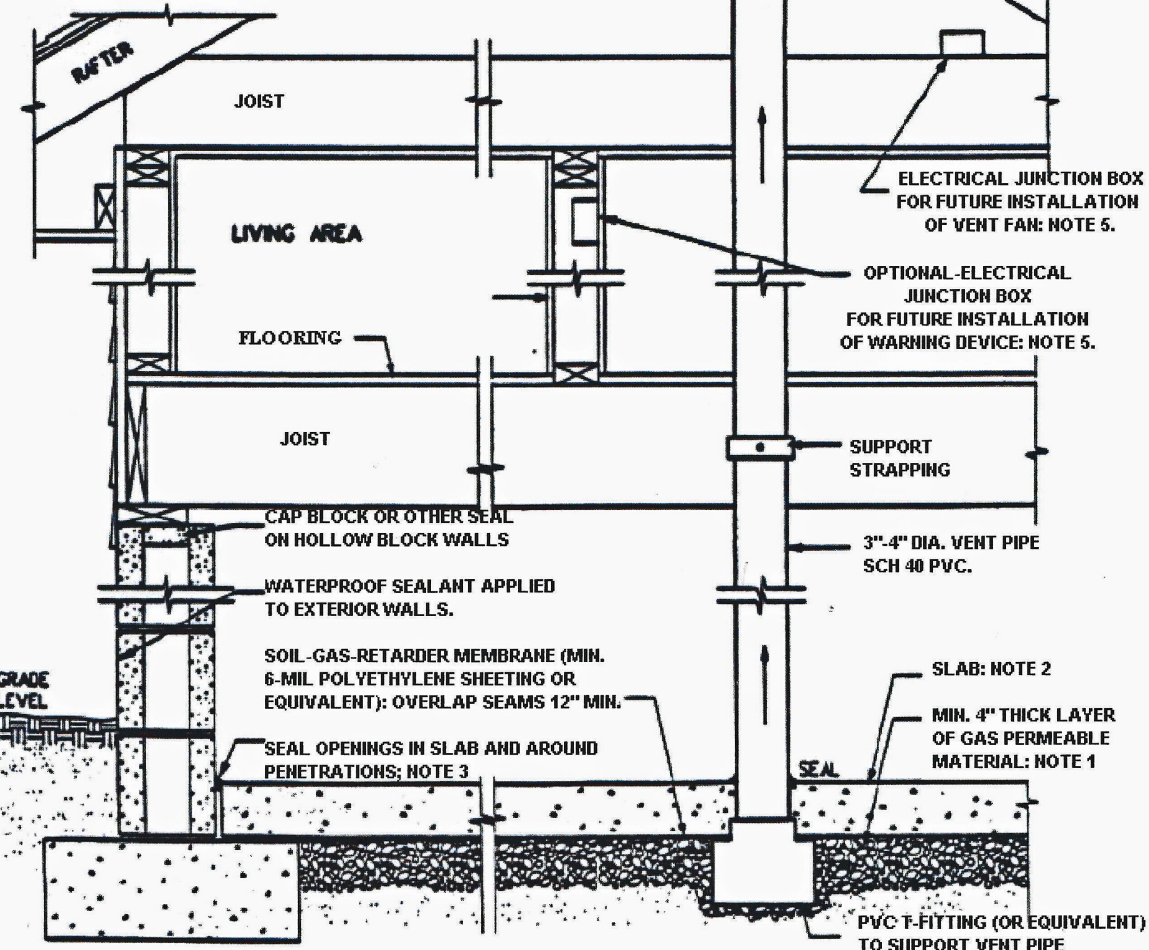 RAFTER
JOIST
ELECTRICAL JUNCTION BOX
FOR FUTURE INSTALLATION
OF VENT FAN: NOTE 5.
LIVING AREA
OPTIONAL-ELECTRICAL
JUNCTION BOX
FOR FUTURE INSTALLATION
OF WARNING DEVICE: NOTE 5.
FLOORING
JOIST
SUPPORT
STRAPPING
CAP BLOCK OR OTHER SEAL
ON HOLLOW BLOCK WALLS
3"-4" DIA. VENT PIPE
SCH 40 PVC.
WATERPROOF SEALANT APPLIED
TO EXTERIOR WALLS.
SOIL-GAS-RETARDER MEMBRANE (MIN.
6-MIL POLYETHYLENE SHEETING OR
EQUIVALENT): OVERLAP SEAMS 12" MIN.
GRADE
LEVEL
SLAB: NOTE 2
MIN. 4" THICK LAYER
OF GAS PERMEABLE
MATERIAL: NOTE 1
SEAL OPENINGS IN SLAB AND AROUND
PENETRATIONS; NOTE 3
SEAL
PVC T-FITTING (OR EQUIVALENT)
TO SUPPORT VENT PIPE